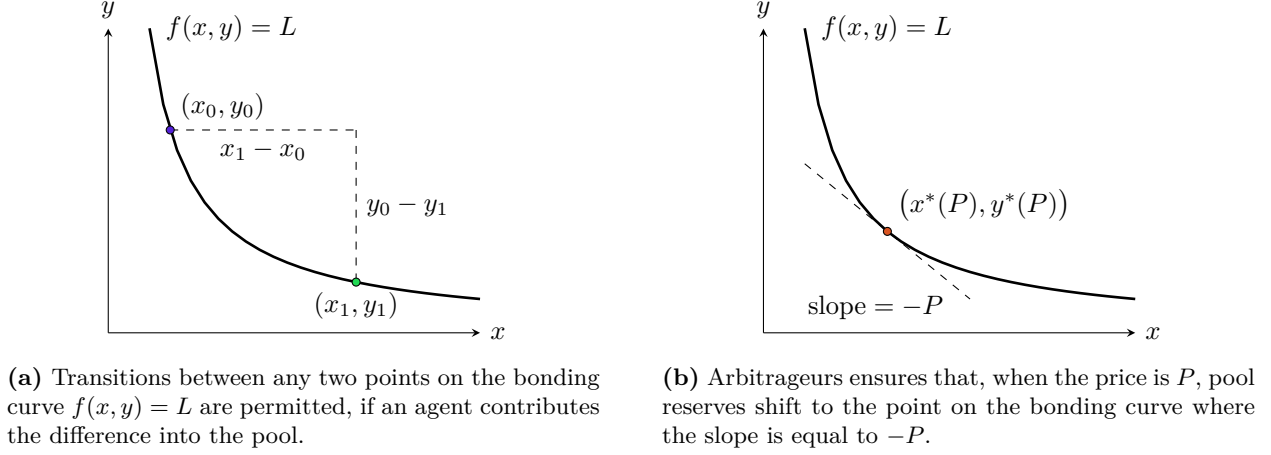 y
f(x, y) = L
(x₀, y₀)
x₁ − x₀
y₀ − y₁
(x₁, y₁)
x
(a) Transitions between any two points on the bonding
curve f(x, y) = L are permitted, if an agent contributes
the difference into the pool.
y
f(x, y) = L
(x*(P), y*(P))
slope = −P
x
(b) Arbitrageurs ensures that, when the price is P, pool
reserves shift to the point on the bonding curve where
the slope is equal to −P.